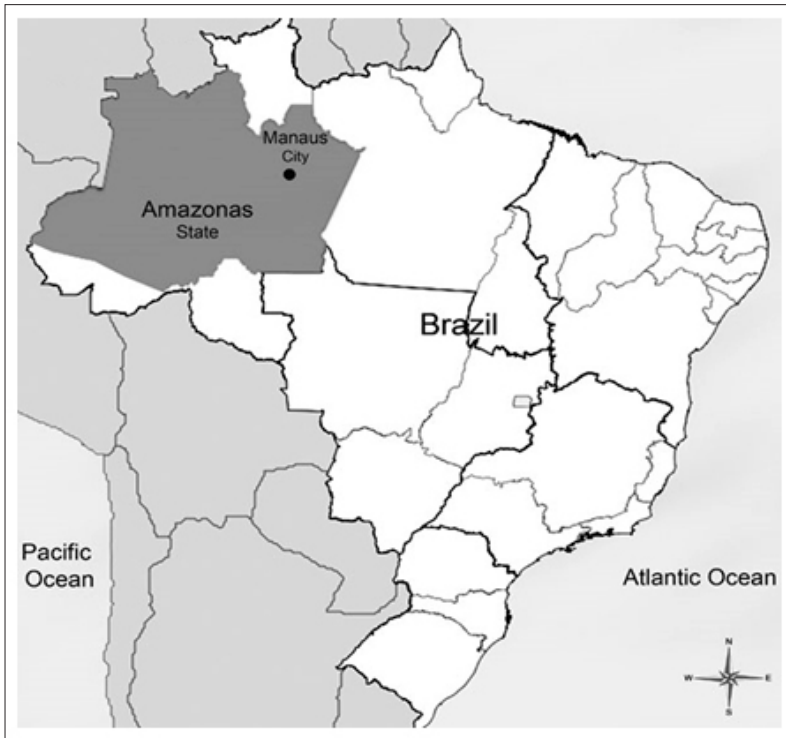 Manaus
City
Amazonas
State
Brazil
Pacific
Ocean
Atlantic Ocean
N
W E
S